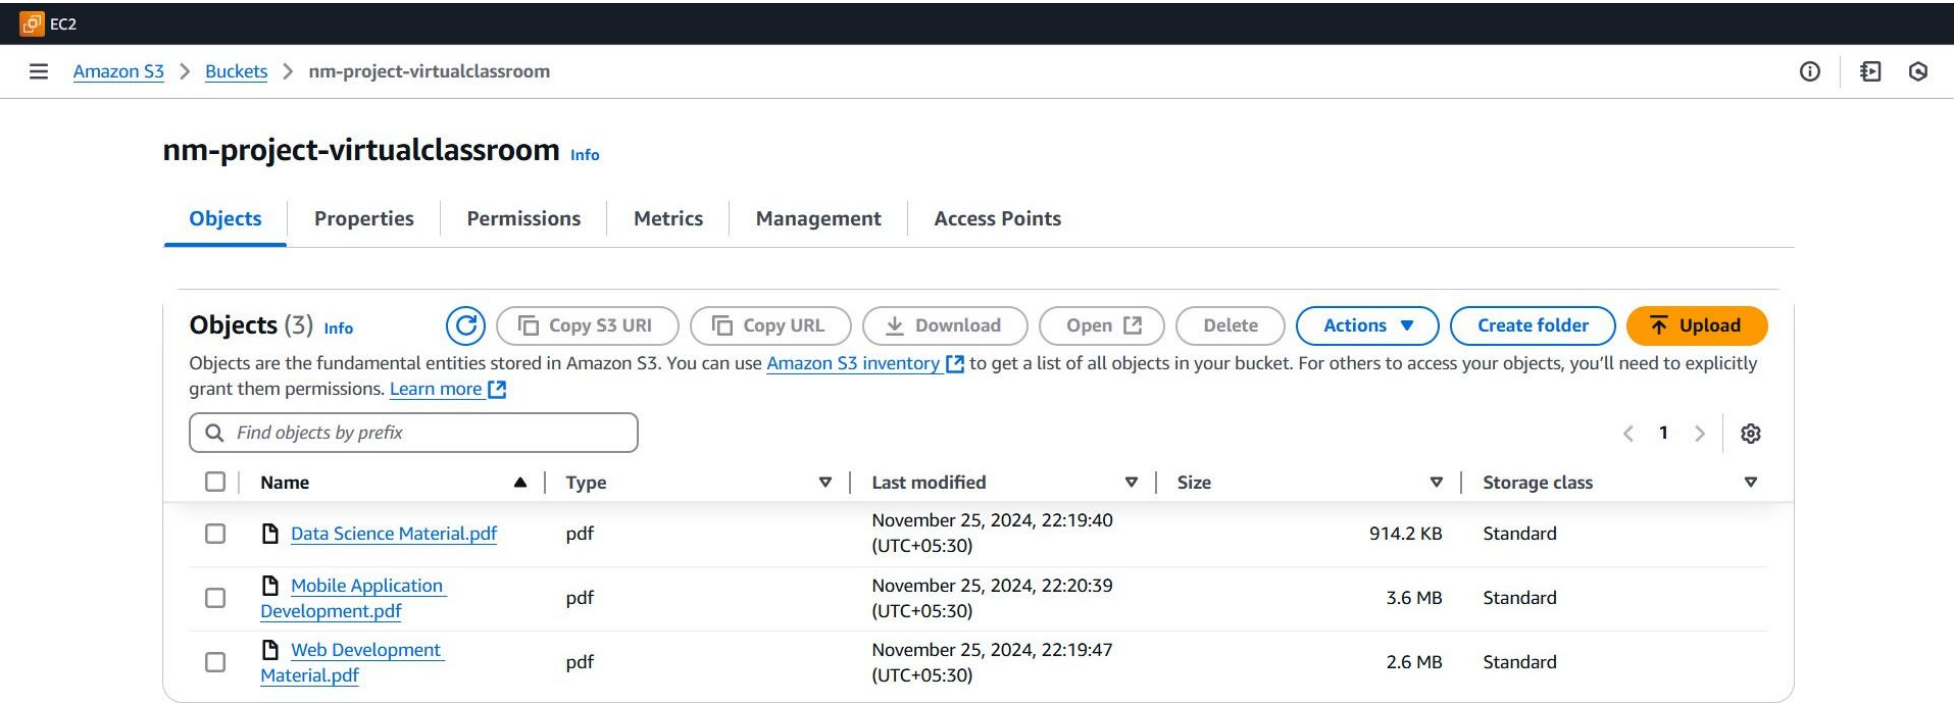 EC2
Amazon S3 > Buckets > nm-project-virtualclassroom
nm-project-virtualclassroom Info
Objects Properties Permissions Metrics Management Access Points
Objects (3) Info Copy S3 URI Copy URL Download Open Delete Actions Create folder Upload
Objects are the fundamental entities stored in Amazon S3. You can use Amazon S3 inventory to get a list of all objects in your bucket. For others to access your objects, you’ll need to explicitly
grant them permissions. Learn more
Find objects by prefix
1
Name Type Last modified Size Storage class
Data Science Material.pdf pdf November 25, 2024, 22:19:40 (UTC+05:30) 914.2 KB Standard
Mobile Application Development.pdf pdf November 25, 2024, 22:20:39 (UTC+05:30) 3.6 MB Standard
Web Development Material.pdf pdf November 25, 2024, 22:19:47 (UTC+05:30) 2.6 MB Standard